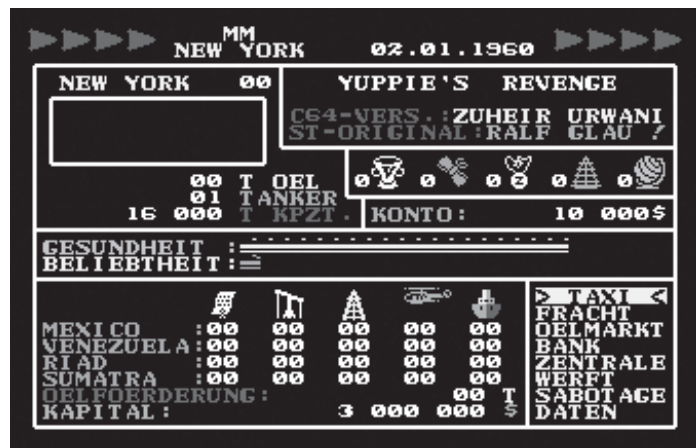 MM
NEW YORK 02.01.1960
NEW YORK 00
YUPPIE'S REVENGE
C64-VERS.:ZUHEIR URWANI
ST-ORIGINAL:RALF GLAU !
00 T OEL
01 TANKER
16 000 T KPZT.
0 0 0 0 0
KONTO: 10 000$
GESUNDHEIT :
BELIEBTHEIT:
MEXICO :00 00 00 00 00
VENEZUELA:00 00 00 00 00
RIAD :00 00 00 00 00
SUMATRA :00 00 00 00 00
OELFOERDERUNG: 00 T
KAPITAL: 3 000 000 $
> TAXI <
FRACHT
OELMARKT
BANK
ZENTRALE
WERFT
SABOTAGE
DATEN